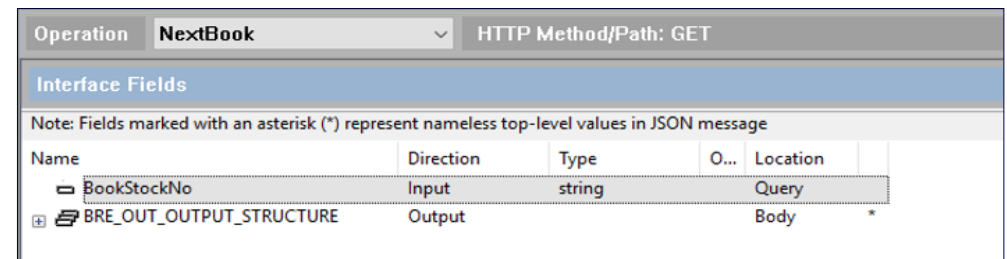 Operation NextBook HTTP Method/Path: GET
Interface Fields
Note: Fields marked with an asterisk (*) represent nameless top-level values in JSON message
Name Direction Type O... Location
BookStockNo Input string Query
BRE_OUT_OUTPUT_STRUCTURE Output Body *